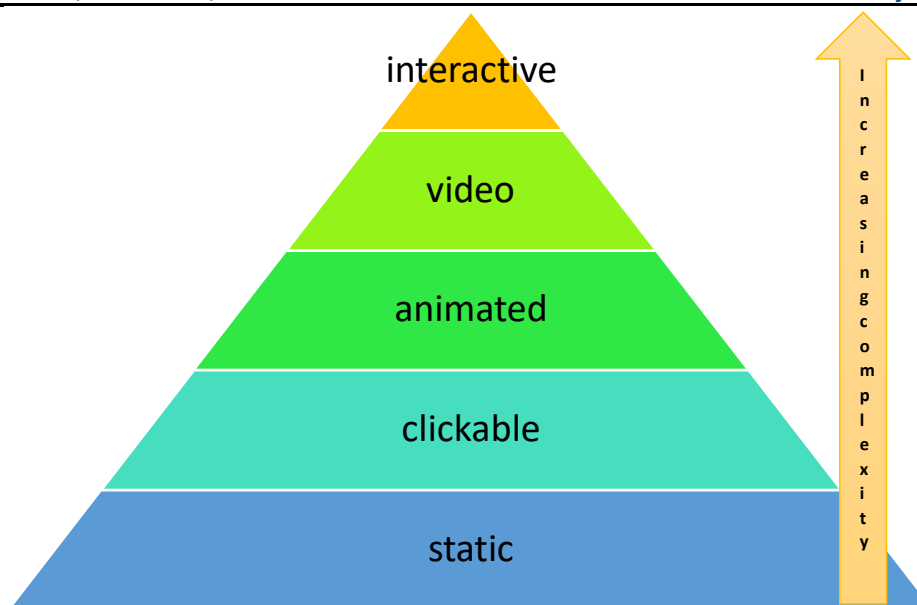 interactive
video
animated
clickable
static
Increasingcomplexity